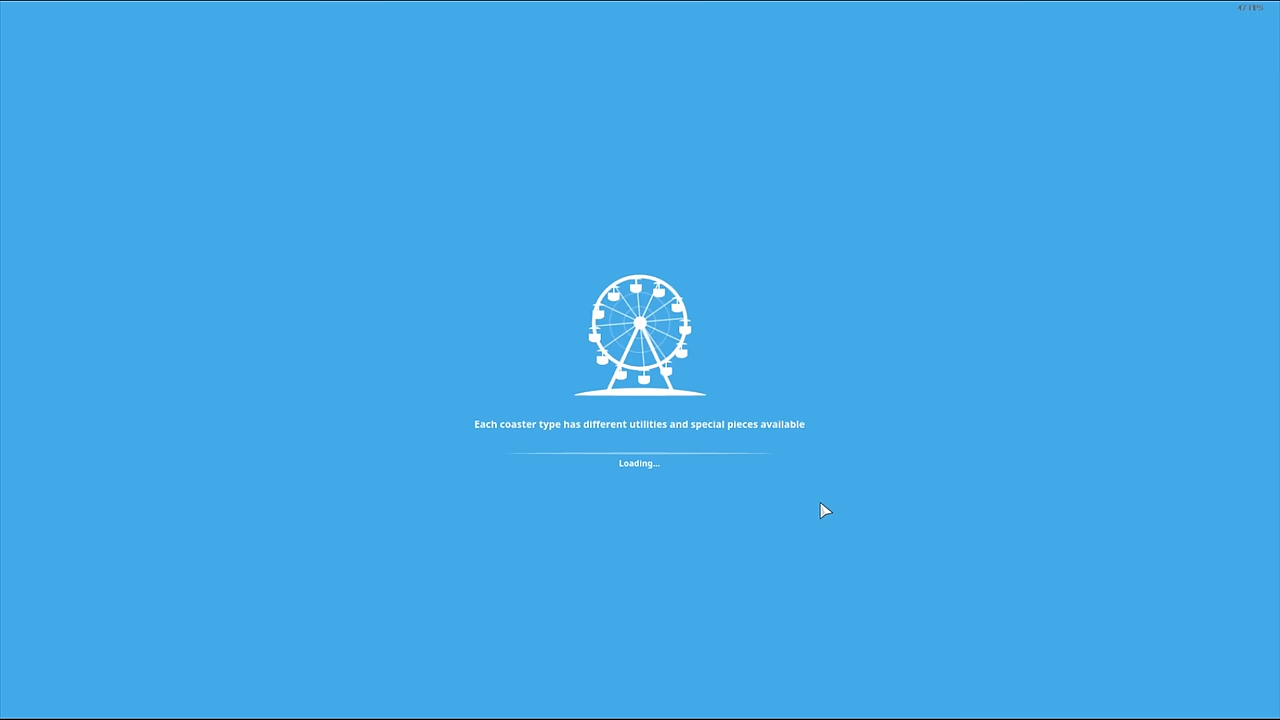 Each coaster type has different utilities and special pieces available
Loading...